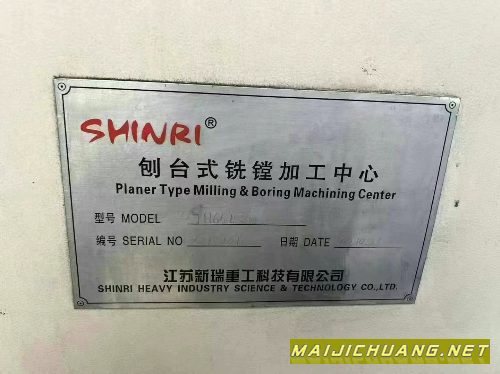 SHINRI®
刨台式铣镗加工中心
Planer Type Milling & Boring Machining Center
型号 MODEL
编号 SERIAL NO 日期 DATE
江苏新瑞重工科技有限公司
SHINRI HEAVY INDUSTRY SCIENCE & TECHNOLOGY CO.,LTD.
MAIJICHUANG.NET